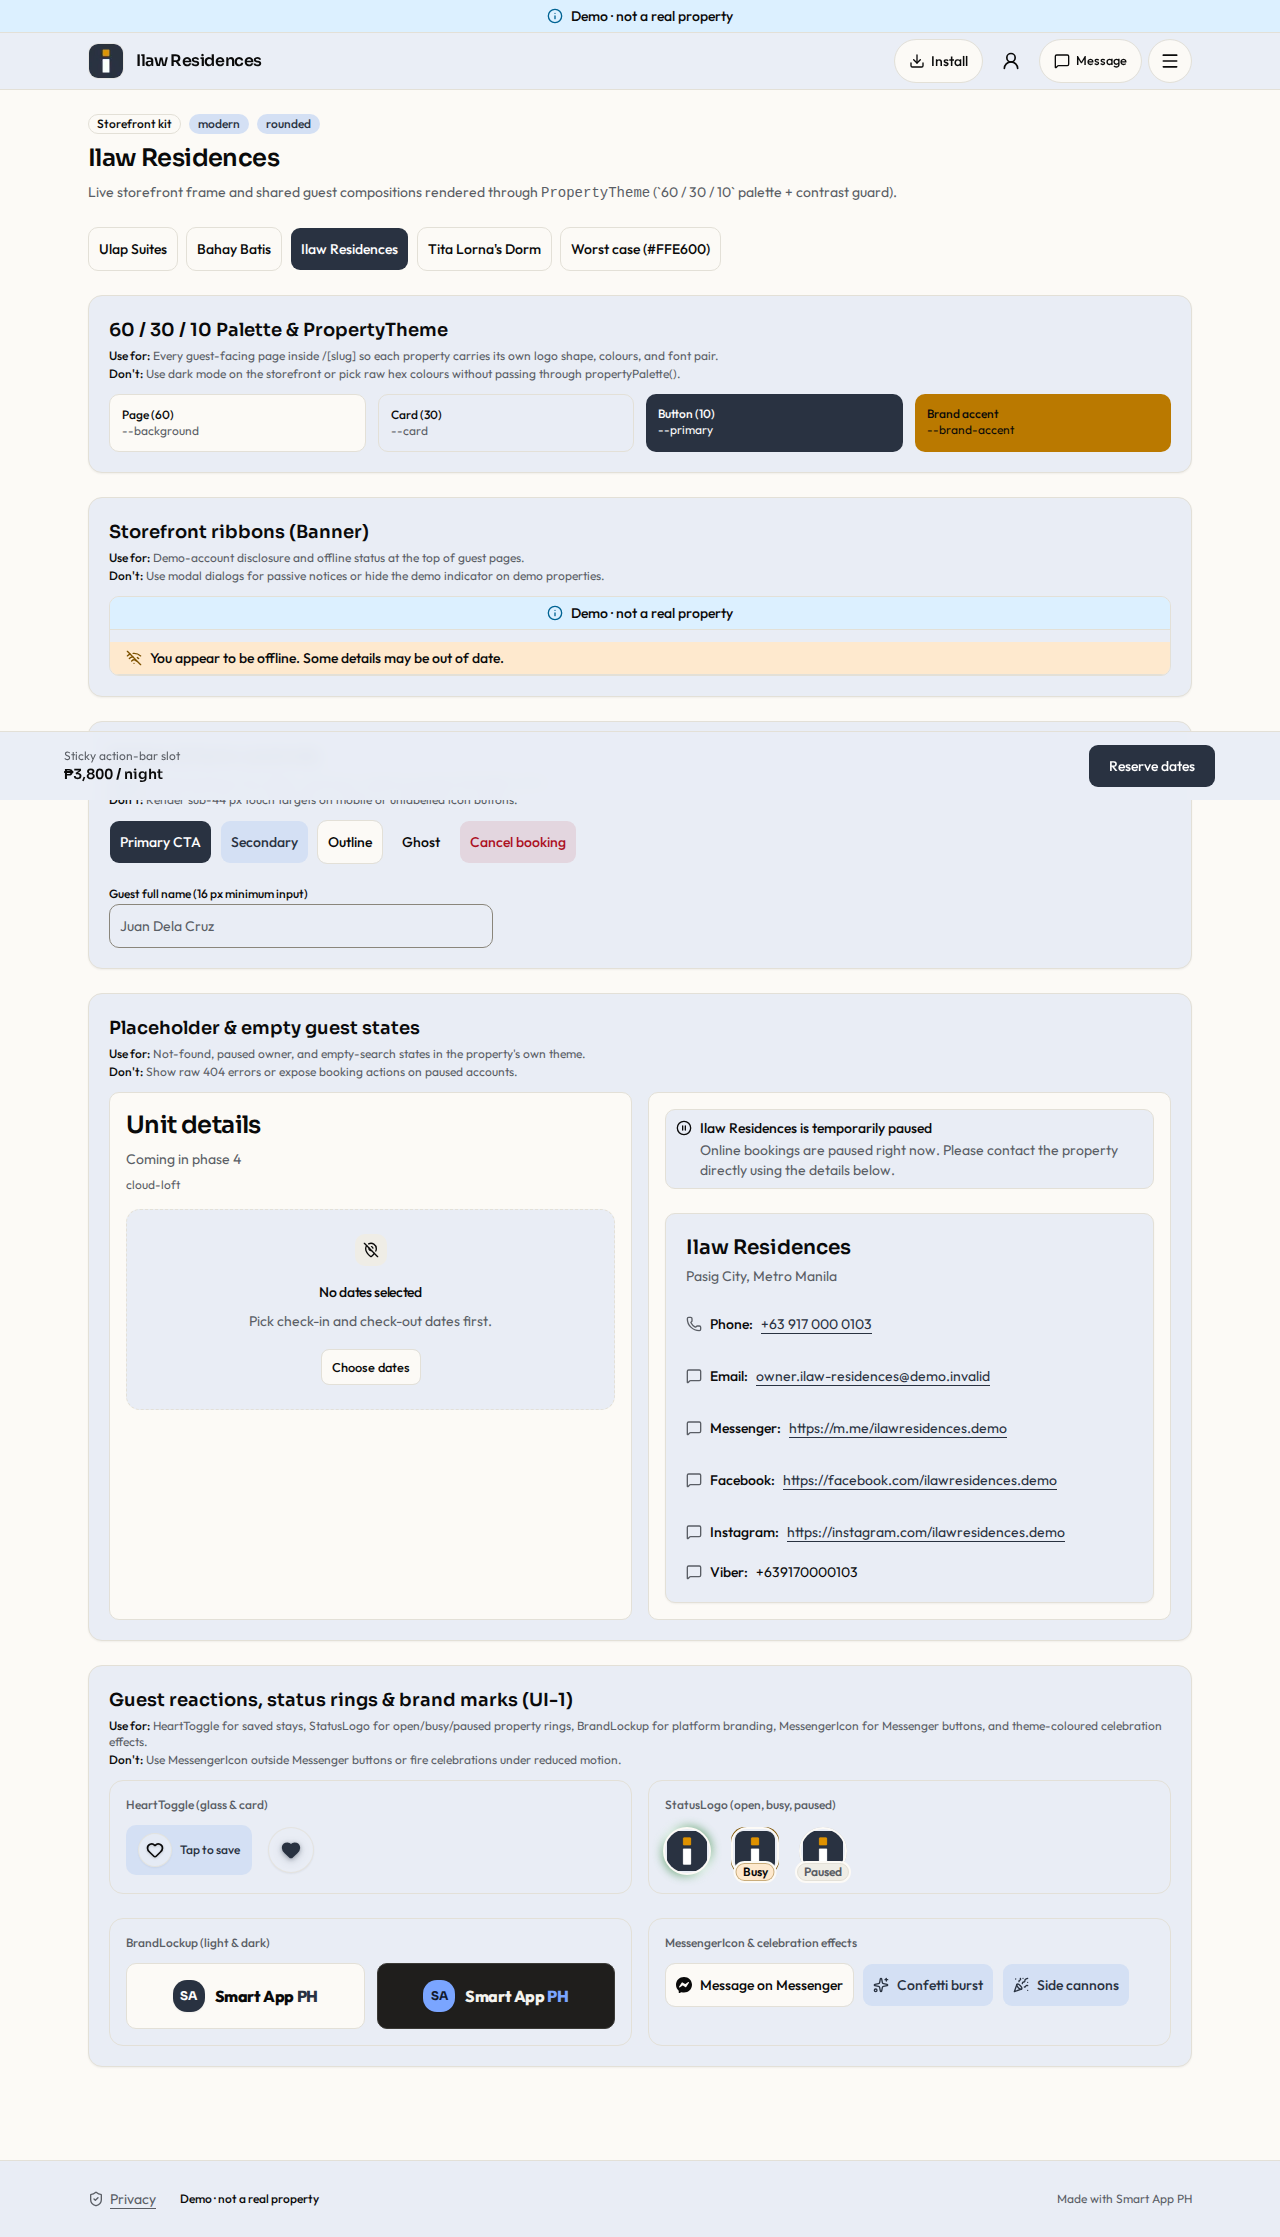 Demo · not a real property
Ilaw Residences
Install
Message
Storefront kit
modern
rounded
Ilaw Residences
Live storefront frame and shared guest compositions rendered through PropertyTheme (`60 / 30 / 10` palette + contrast guard).
Ulap Suites
Bahay Batis
Ilaw Residences
Tita Lorna's Dorm
Worst case (#FFE600)
60 / 30 / 10 Palette & PropertyTheme
Use for: Every guest-facing page inside /[slug] so each property carries its own logo shape, colours, and font pair.
Don't: Use dark mode on the storefront or pick raw hex colours without passing through propertyPalette().
Page (60)
--background
Card (30)
--card
Button (10)
--primary
Brand accent
--brand-accent
Storefront ribbons (Banner)
Use for: Demo-account disclosure and offline status at the top of guest pages.
Don't: Use modal dialogs for passive notices or hide the demo indicator on demo properties.
Demo · not a real property
You appear to be offline. Some details may be out of date.
Sticky action-bar slot
₱3,800 / night
Reserve dates
Don't: Render sub-44 px touch targets on mobile or unlabelled icon buttons.
Primary CTA
Secondary
Outline
Ghost
Cancel booking
Guest full name (16 px minimum input)
Juan Dela Cruz
Placeholder & empty guest states
Use for: Not-found, paused owner, and empty-search states in the property's own theme.
Don't: Show raw 404 errors or expose booking actions on paused accounts.
Unit details
Coming in phase 4
cloud-loft
No dates selected
Pick check-in and check-out dates first.
Choose dates
Ilaw Residences is temporarily paused
Online bookings are paused right now. Please contact the property
directly using the details below.
Ilaw Residences
Pasig City, Metro Manila
Phone: +63 917 000 0103
Email: owner.ilaw-residences@demo.invalid
Messenger: https://m.me/ilawresidences.demo
Facebook: https://facebook.com/ilawresidences.demo
Instagram: https://instagram.com/ilawresidences.demo
Viber: +639170000103
Guest reactions, status rings & brand marks (UI-1)
Use for: HeartToggle for saved stays, StatusLogo for open/busy/paused property rings, BrandLockup for platform branding, MessengerIcon for Messenger buttons, and theme-coloured celebration
effects.
Don't: Use MessengerIcon outside Messenger buttons or fire celebrations under reduced motion.
HeartToggle (glass & card)
Tap to save
StatusLogo (open, busy, paused)
Busy
Paused
BrandLockup (light & dark)
SA Smart App PH
SA Smart App PH
MessengerIcon & celebration effects
Message on Messenger
Confetti burst
Side cannons
Privacy
Demo · not a real property
Made with Smart App PH